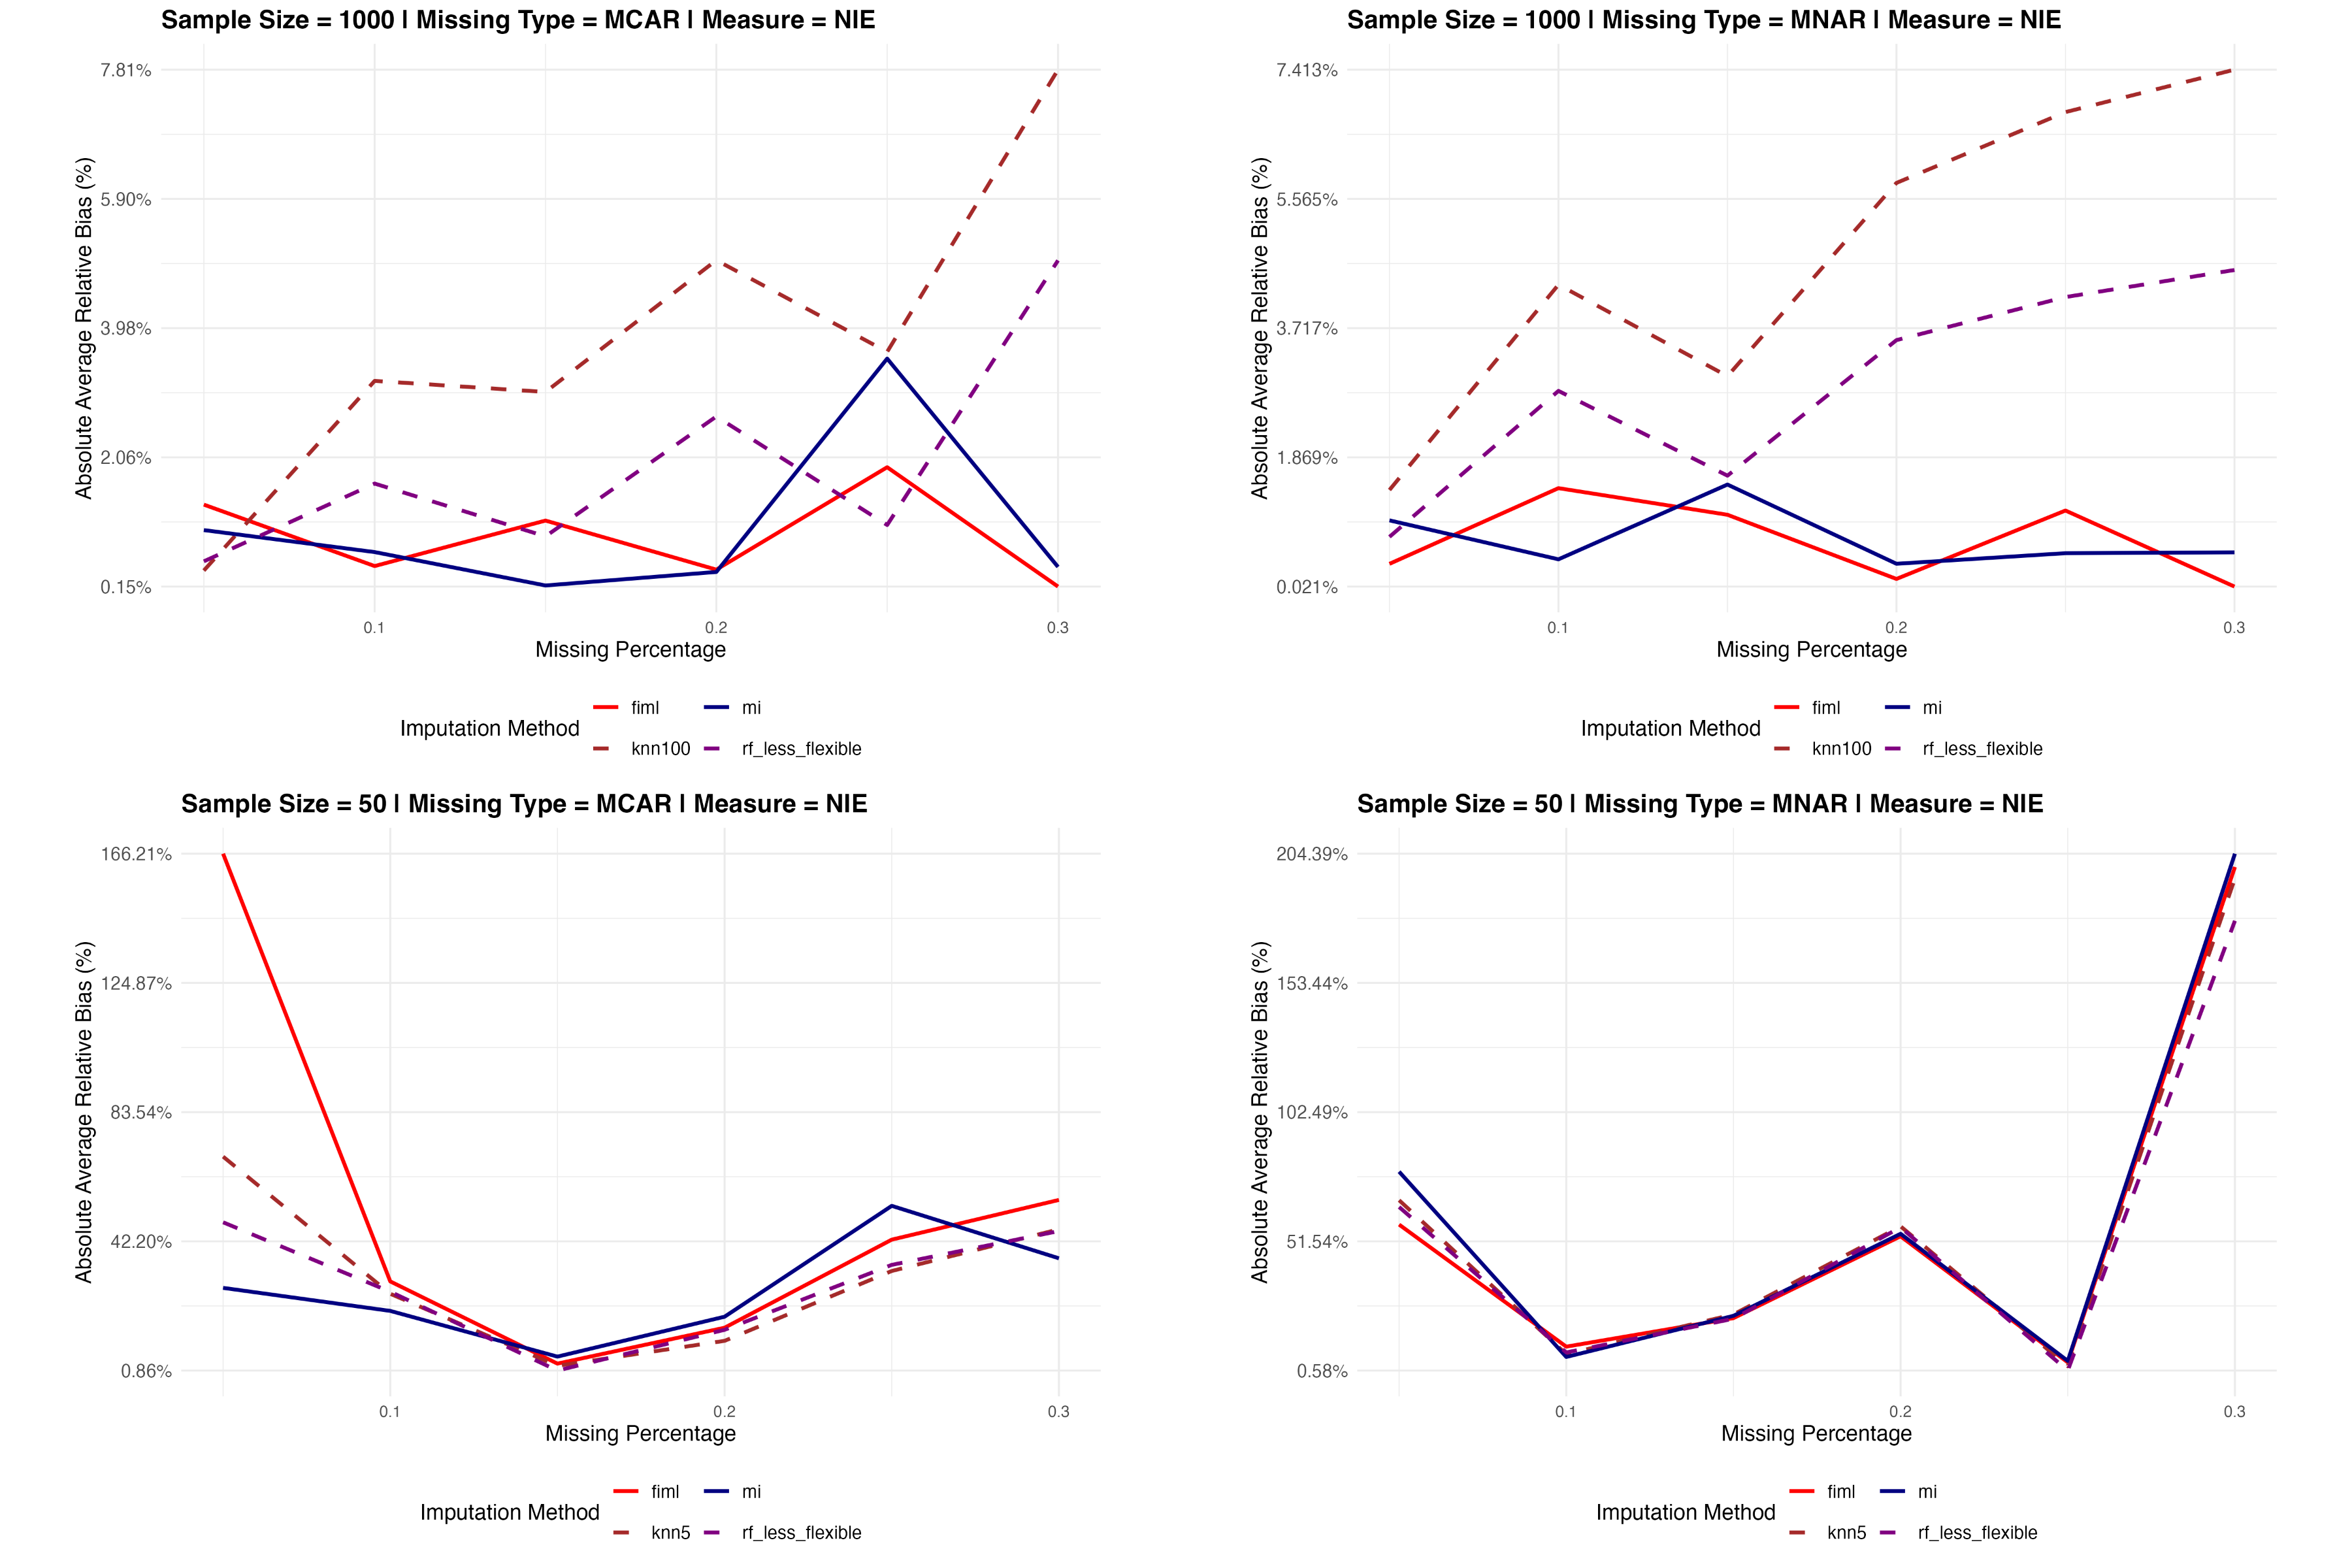 Sample Size = 1000 | Missing Type = MCAR | Measure = NIE
Absolute Average Relative Bias (%)
7.81%
5.90%
3.98%
2.06%
0.15%
0.1
0.2
0.3
Missing Percentage
Imputation Method
fiml
mi
knn100
rf_less_flexible
Sample Size = 1000 | Missing Type = MNAR | Measure = NIE
Absolute Average Relative Bias (%)
7.413%
5.565%
3.717%
1.869%
0.021%
0.1
0.2
0.3
Missing Percentage
Imputation Method
fiml
mi
knn100
rf_less_flexible
Sample Size = 50 | Missing Type = MCAR | Measure = NIE
Absolute Average Relative Bias (%)
166.21%
124.87%
83.54%
42.20%
0.86%
0.1
0.2
0.3
Missing Percentage
Imputation Method
fiml
mi
knn5
rf_less_flexible
Sample Size = 50 | Missing Type = MNAR | Measure = NIE
Absolute Average Relative Bias (%)
204.39%
153.44%
102.49%
51.54%
0.58%
0.1
0.2
0.3
Missing Percentage
Imputation Method
fiml
mi
knn5
rf_less_flexible